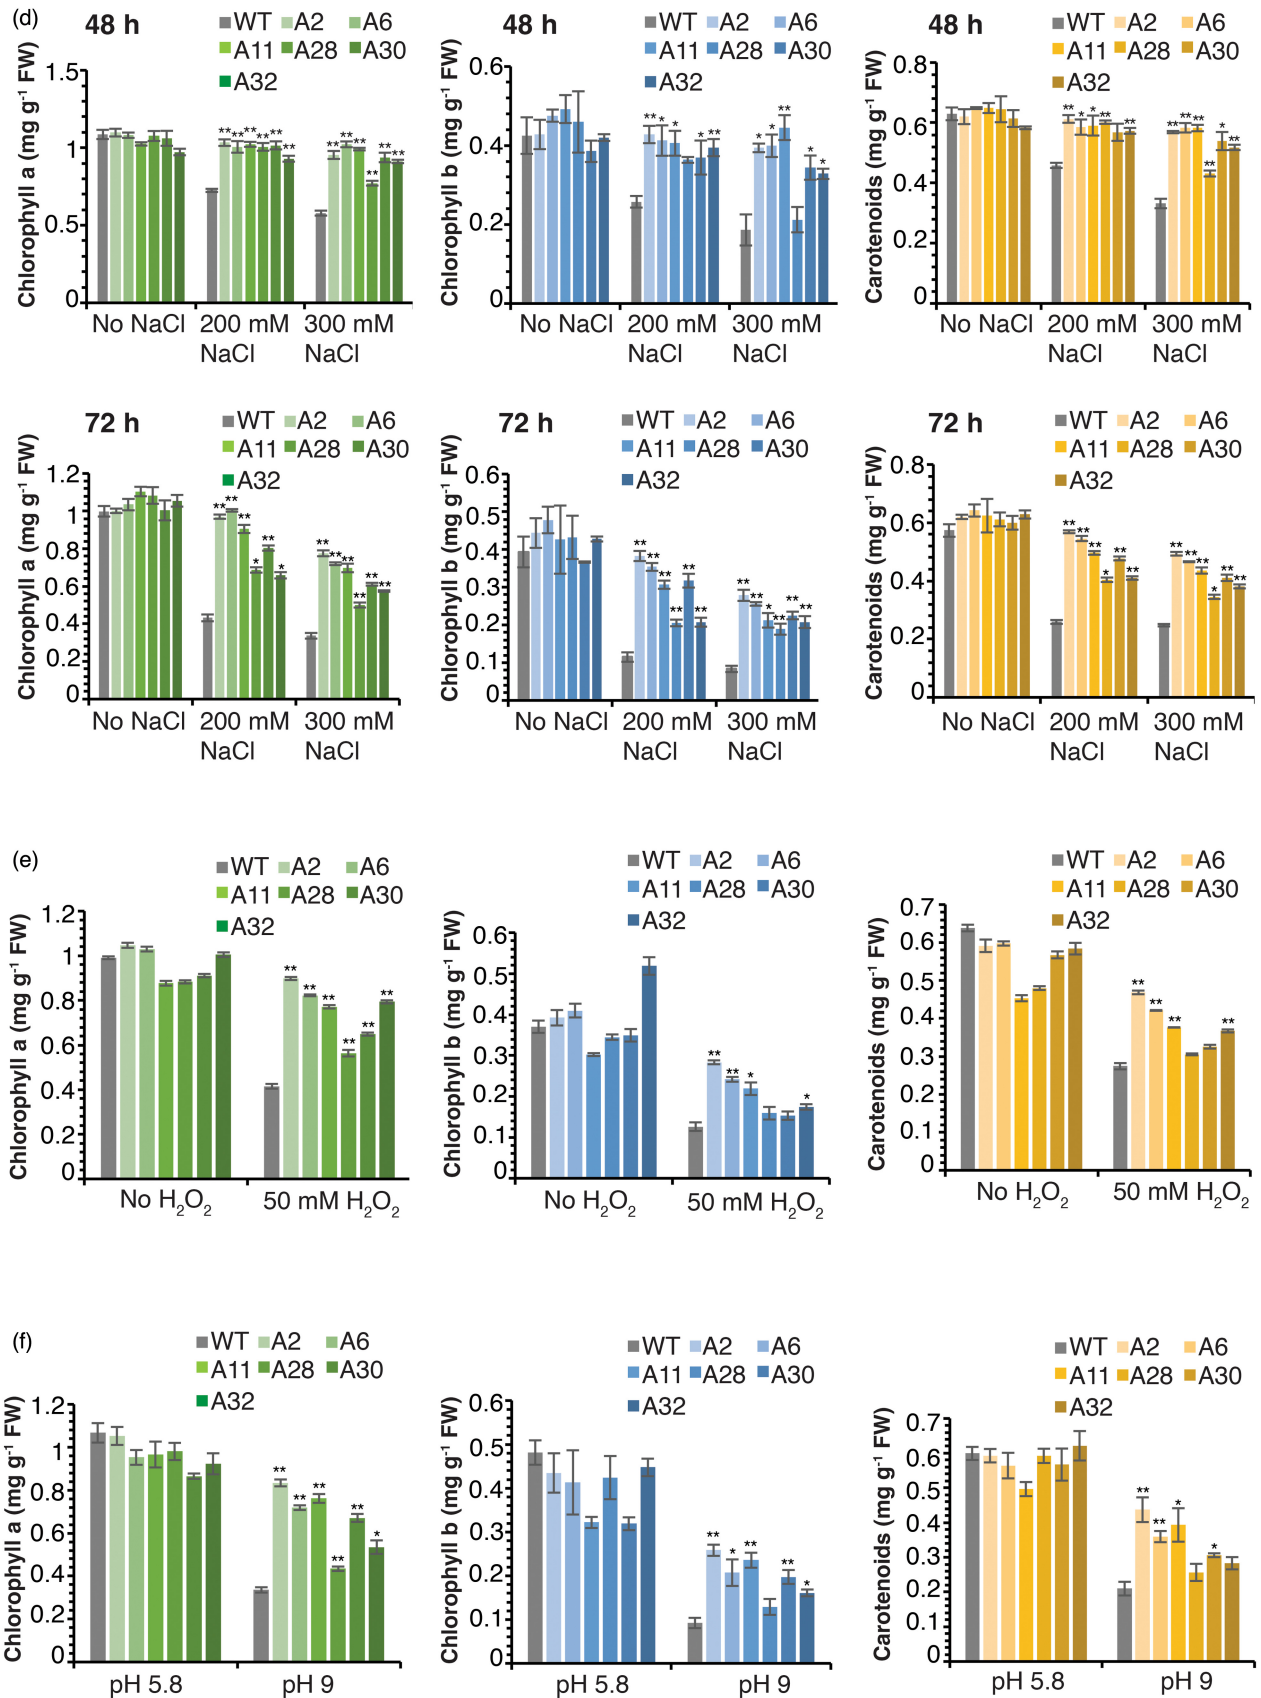 (d)
48 h
WT A2 A6
A11 A28 A30
A32
Chlorophyll a (mg g⁻¹ FW)
1.5
1
0.5
0
** ** ** ** ** **
** ** ** ** ** **
No NaCl 200 mM NaCl 300 mM NaCl
48 h
WT A2 A6
A11 A28 A30
A32
Chlorophyll b (mg g⁻¹ FW)
0.6
0.4
0.2
0
** * * * **
* * ** * *
No NaCl 200 mM NaCl 300 mM NaCl
48 h
WT A2 A6
A11 A28 A30
A32
Carotenoids (mg g⁻¹ FW)
0.8
0.6
0.4
0.2
0
** * * ** **
** ** ** ** * **
No NaCl 200 mM NaCl 300 mM NaCl
72 h
WT A2 A6
A11 A28 A30
A32
Chlorophyll a (mg g⁻¹ FW)
1.2
1
0.8
0.6
0.4
0.2
0
** ** ** * ** *
** ** ** ** ** **
No NaCl 200 mM NaCl 300 mM NaCl
72 h
WT A2 A6
A11 A28 A30
A32
Chlorophyll b (mg g⁻¹ FW)
0.6
0.5
0.4
0.3
0.2
0.1
0
** ** ** ** ** **
** ** * ** ** **
No NaCl 200 mM NaCl 300 mM NaCl
72 h
WT A2 A6
A11 A28 A30
A32
Carotenoids (mg g⁻¹ FW)
0.8
0.6
0.4
0.2
0
** ** ** * ** **
** ** ** * ** **
No NaCl 200 mM NaCl 300 mM NaCl
(e)
WT A2 A6
A11 A28 A30
A32
Chlorophyll a (mg g⁻¹ FW)
1.2
1
0.8
0.6
0.4
0.2
0
** ** ** ** ** **
No H₂O₂ 50 mM H₂O₂
WT A2 A6
A11 A28 A30
A32
Chlorophyll b (mg g⁻¹ FW)
0.6
0.5
0.4
0.3
0.2
0.1
0
** ** * *
No H₂O₂ 50 mM H₂O₂
WT A2 A6
A11 A28 A30
A32
Carotenoids (mg g⁻¹ FW)
0.7
0.6
0.5
0.4
0.3
0.2
0.1
0
** ** ** **
No H₂O₂ 50 mM H₂O₂
(f)
WT A2 A6
A11 A28 A30
A32
Chlorophyll a (mg g⁻¹ FW)
1.2
1
0.8
0.6
0.4
0.2
0
** ** ** ** ** *
pH 5.8 pH 9
WT A2 A6
A11 A28 A30
A32
Chlorophyll b (mg g⁻¹ FW)
0.6
0.5
0.4
0.3
0.2
0.1
0
** * ** ** *
pH 5.8 pH 9
WT A2 A6
A11 A28 A30
A32
Carotenoids (mg g⁻¹ FW)
0.7
0.6
0.5
0.4
0.3
0.2
0.1
0
** ** * *
pH 5.8 pH 9